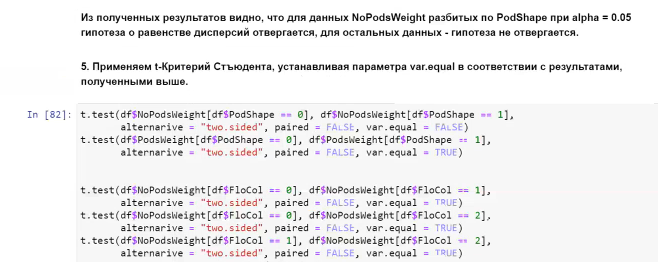 Из полученных результатов видно, что для данных NoPodsWeight разбитых по PodShape при alpha = 0.05
гипотеза о равенстве дисперсий отвергается, для остальных данных - гипотеза не отвергается.
5. Применяем t-Критерий Стъюдента, устанавливая параметра var.equal в соответствии с результатами,
полученными выше.
In [82]: t.test(df$NoPodsWeight[df$PodShape == 0], df$NoPodsWeight[df$PodShape == 1],
alternarive = "two.sided", paired = FALSE, var.equal = FALSE)
t.test(df$PodsWeight[df$PodShape == 0], df$PodsWeight[df$PodShape == 1],
alternarive = "two.sided", paired = FALSE, var.equal = TRUE)
t.test(df$NoPodsWeight[df$FloCol == 0], df$NoPodsWeight[df$FloCol == 1],
alternarive = "two.sided", paired = FALSE, var.equal = TRUE)
t.test(df$NoPodsWeight[df$FloCol == 0], df$NoPodsWeight[df$FloCol == 2],
alternarive = "two.sided", paired = FALSE, var.equal = TRUE)
t.test(df$NoPodsWeight[df$FloCol == 1], df$NoPodsWeight[df$FloCol == 2],
alternarive = "two.sided", paired = FALSE, var.equal = TRUE)